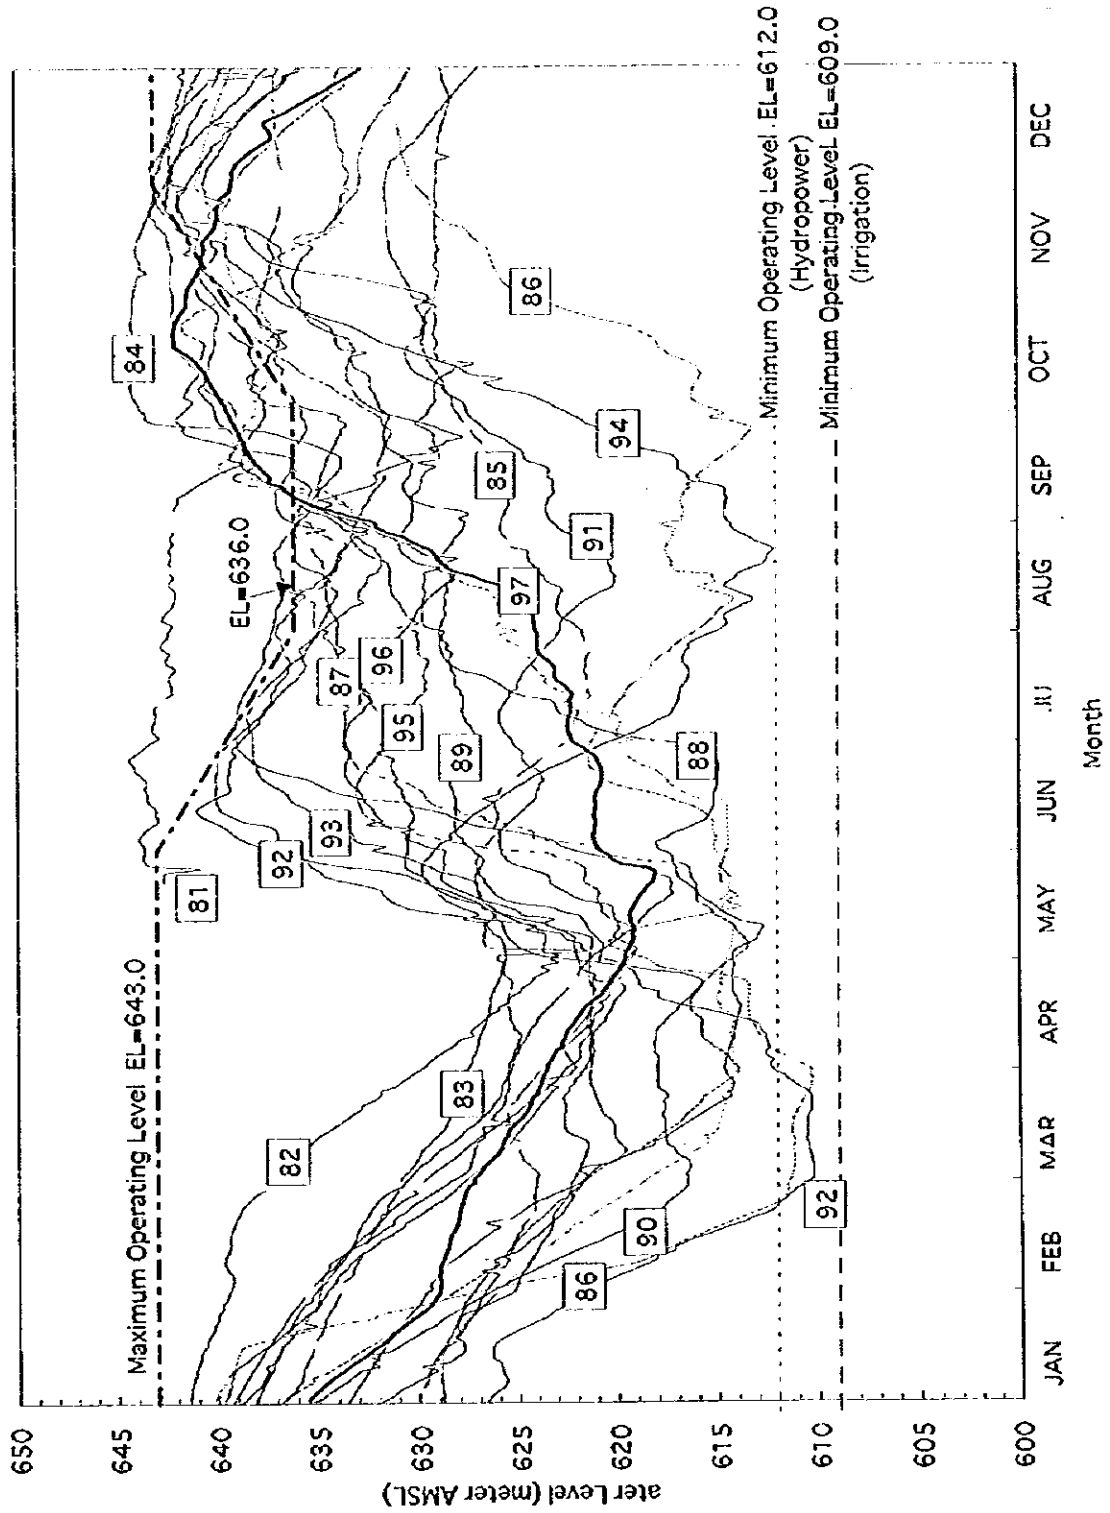 650
645
640
635
630
625
620
615
610
605
600
ater Level (meter AMSL)
JAN
FEB
MAR
APR
MAY
JUN
AUG
SEP
OCT
NOV
DEC
Month
Maximum Operating Level EL=643.0
EL=636.0
Minimum Operating Level EL=612.0
(Hydropower)
Minimum Operating Level EL=609.0
(Irrigation)
81
82
83
84
92
93
87
96
95
89
88
97
91
85
94
86
90
86
92